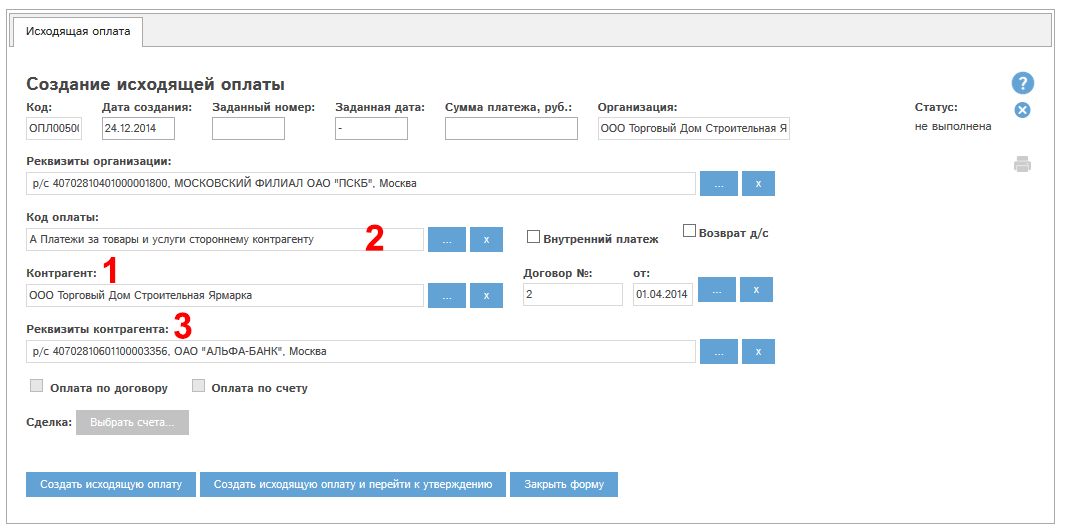 Исходящая оплата
Создание исходящей оплаты
?
Код: Дата создания: Заданный номер: Заданная дата: Сумма платежа, руб.: Организация: Статус:
24.12.2014 - ООО Торговый Дом Строительная Я не выполнена
Реквизиты организации:
р/с 40702810401000001800, МОСКОВСКИЙ ФИЛИАЛ ОАО "ПСКБ", Москва ... x
Код оплаты:
А Платежи за товары и услуги стороннему контрагенту 2 ... x Внутренний платеж Возврат д/с
Контрагент: 1 Договор №: от:
ООО Торговый Дом Строительная Ярмарка ... x 2 01.04.2014 ... x
Реквизиты контрагента: 3
р/с 40702810601100003356, ОАО "АЛЬФА-БАНК", Москва ... x
Оплата по договору Оплата по счету
Сделка: Выбрать счета...
Создать исходящую оплату Создать исходящую оплату и перейти к утверждению Закрыть форму